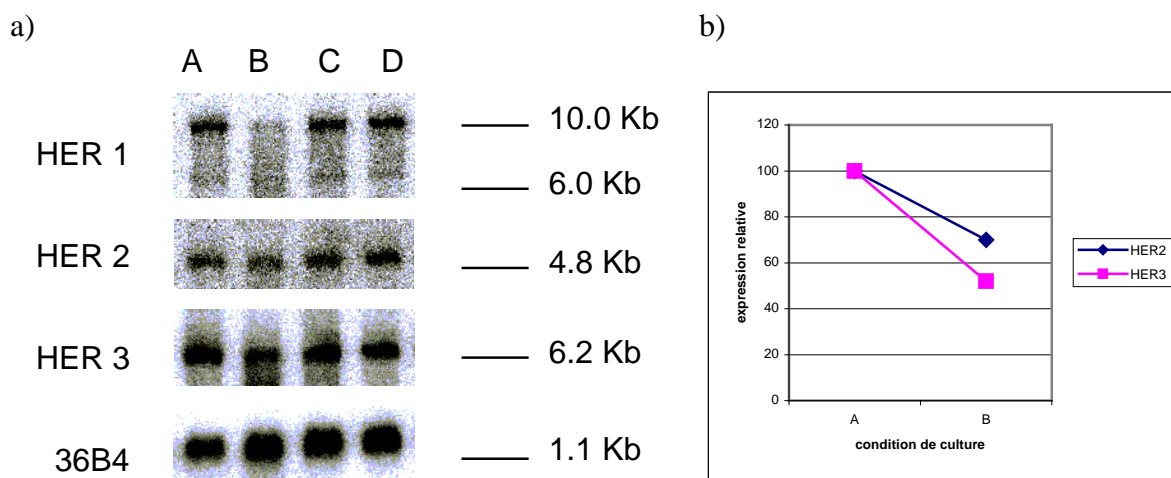 a)
A B C D
HER 1
10.0 Kb
6.0 Kb
HER 2
4.8 Kb
HER 3
6.2 Kb
36B4
1.1 Kb
b)
120
100
80
60
40
20
0
expression relative
A B
condition de culture
HER2
HER3